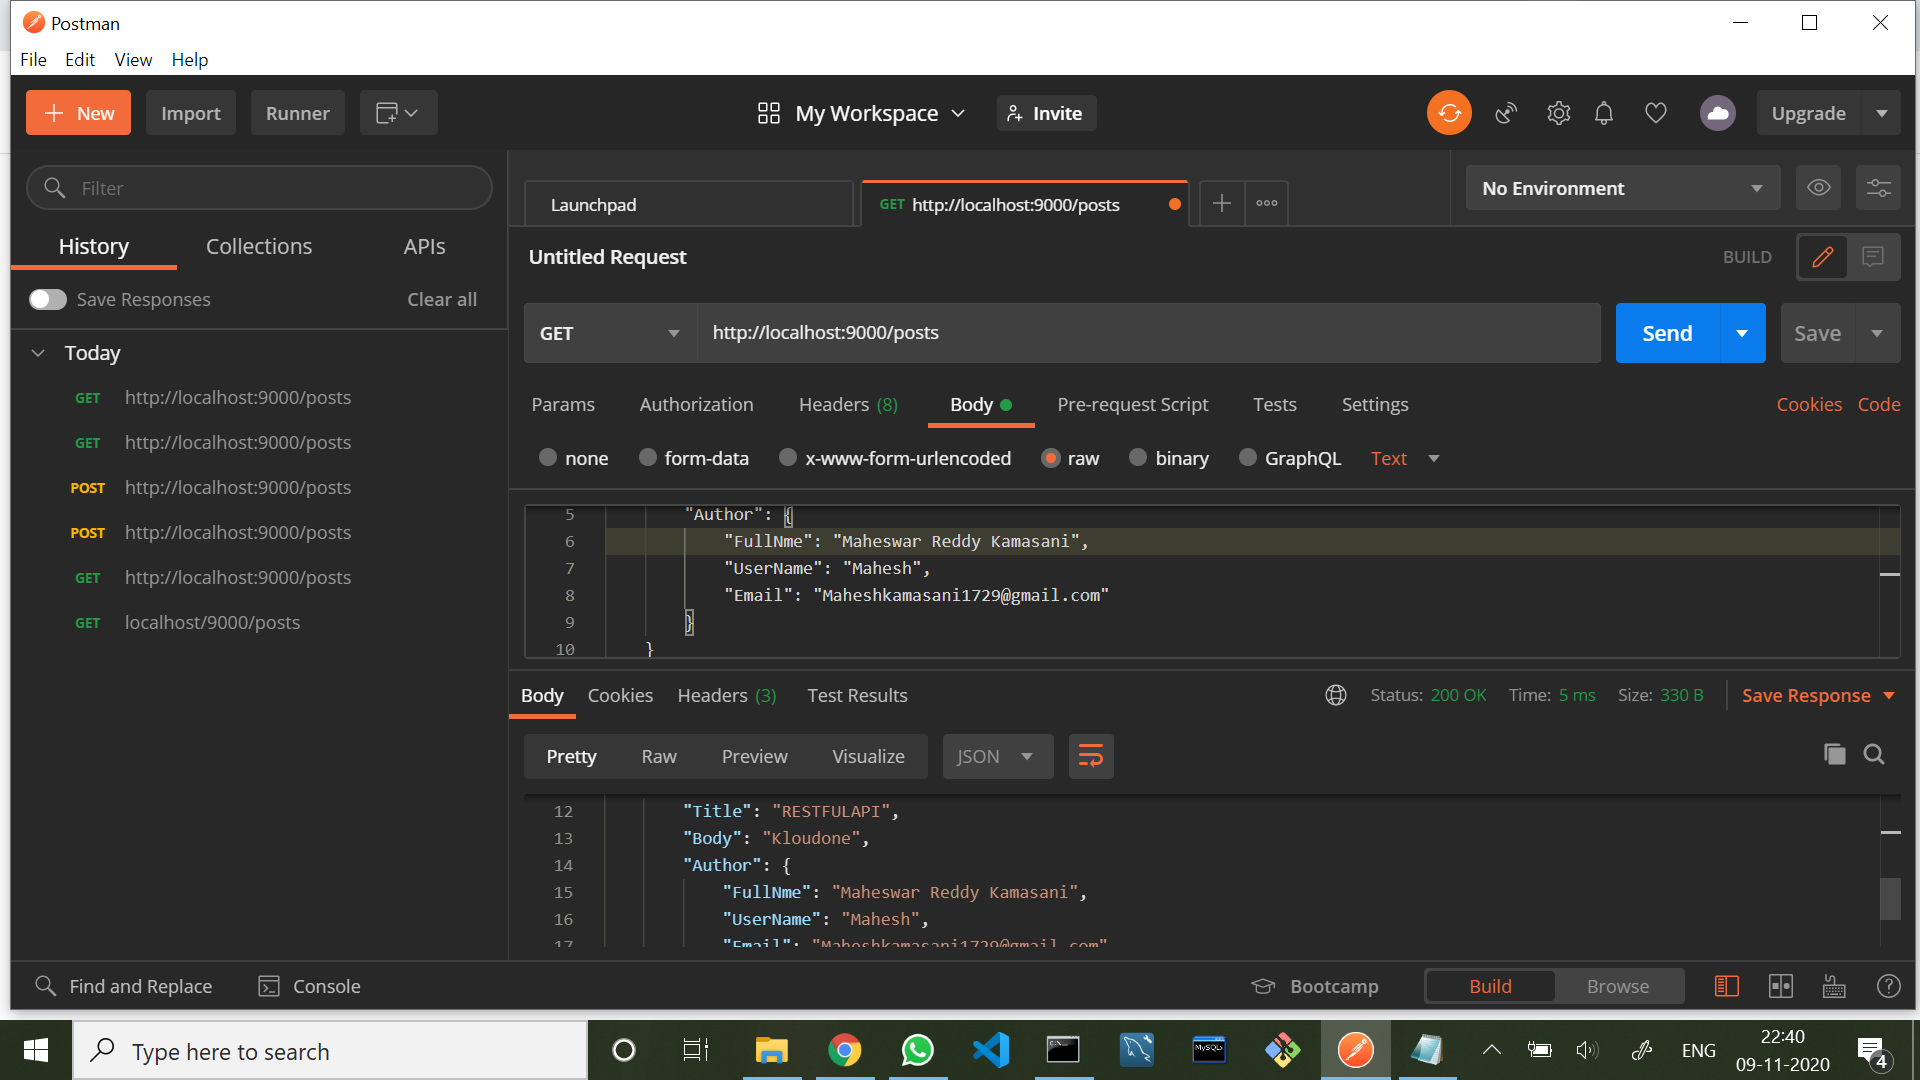 Postman
File Edit View Help
New Import Runner My Workspace Invite Upgrade
Filter
Launchpad GET http://localhost:9000/posts No Environment
History Collections APIs
Untitled Request BUILD
Save Responses Clear all
GET http://localhost:9000/posts Send Save
Today
GET http://localhost:9000/posts
GET http://localhost:9000/posts
POST http://localhost:9000/posts
POST http://localhost:9000/posts
GET http://localhost:9000/posts
GET localhost/9000/posts
Params Authorization Headers (8) Body Pre-request Script Tests Settings Cookies Code
none form-data x-www-form-urlencoded raw binary GraphQL Text
5 "Author": {
6 "FullNme": "Maheswar Reddy Kamasani",
7 "UserName": "Mahesh",
8 "Email": "Maheshkamasani1729@gmail.com"
9 }
10 }
Body Cookies Headers (3) Test Results Status: 200 OK Time: 5 ms Size: 330 B Save Response
Pretty Raw Preview Visualize JSON
12 "Title": "RESTFULAPI",
13 "Body": "Kloudone",
14 "Author": {
15 "FullNme": "Maheswar Reddy Kamasani",
16 "UserName": "Mahesh",
17 "Email": "Maheshkamasani1729@gmail.com"
Find and Replace Console Bootcamp Build Browse
Type here to search MySQL ENG 22:40
09-11-2020 4